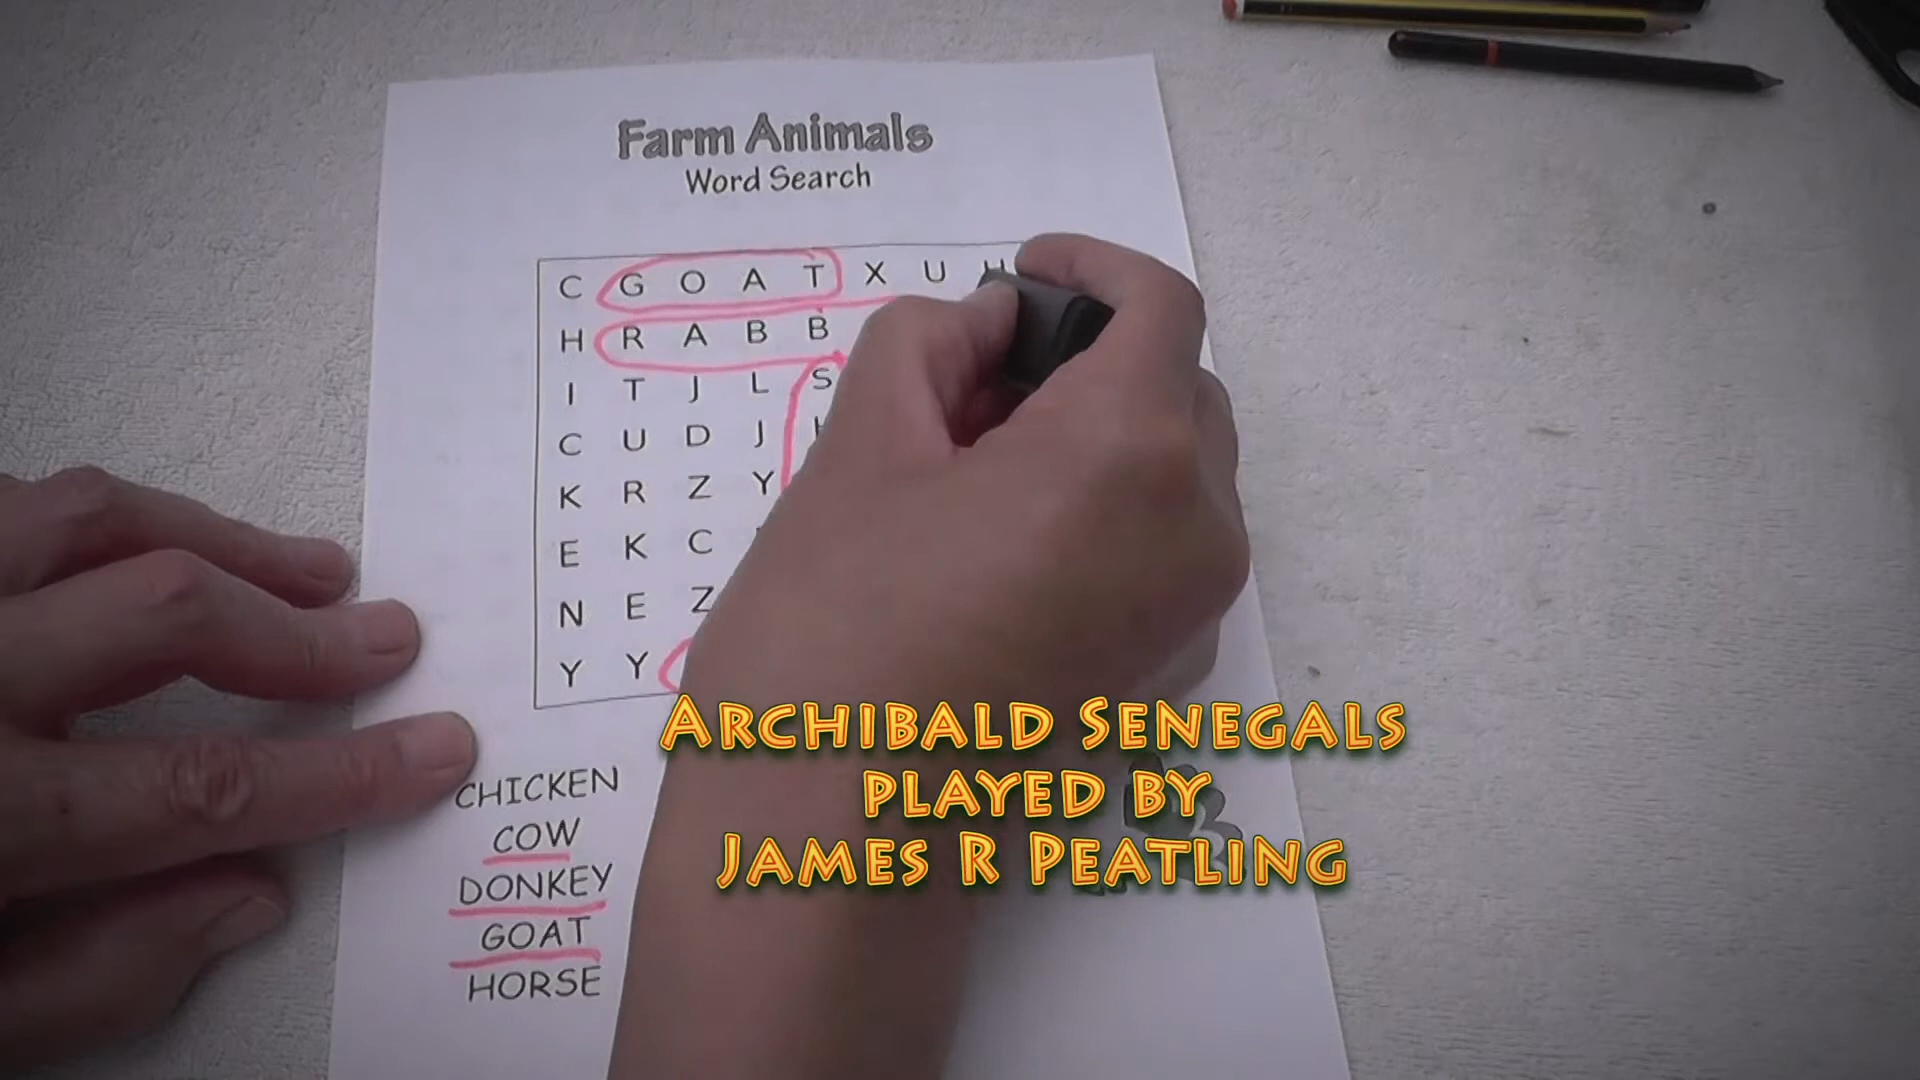 Farm Animals
Word Search
C G O A T X U H
H R A B B
I T J L S
C U D J
K R Z Y
E K C
N E Z
Y Y
CHICKEN
COW
DONKEY
GOAT
HORSE
ARCHIBALD SENEGALS
PLAYED BY
JAMES R PEATLING